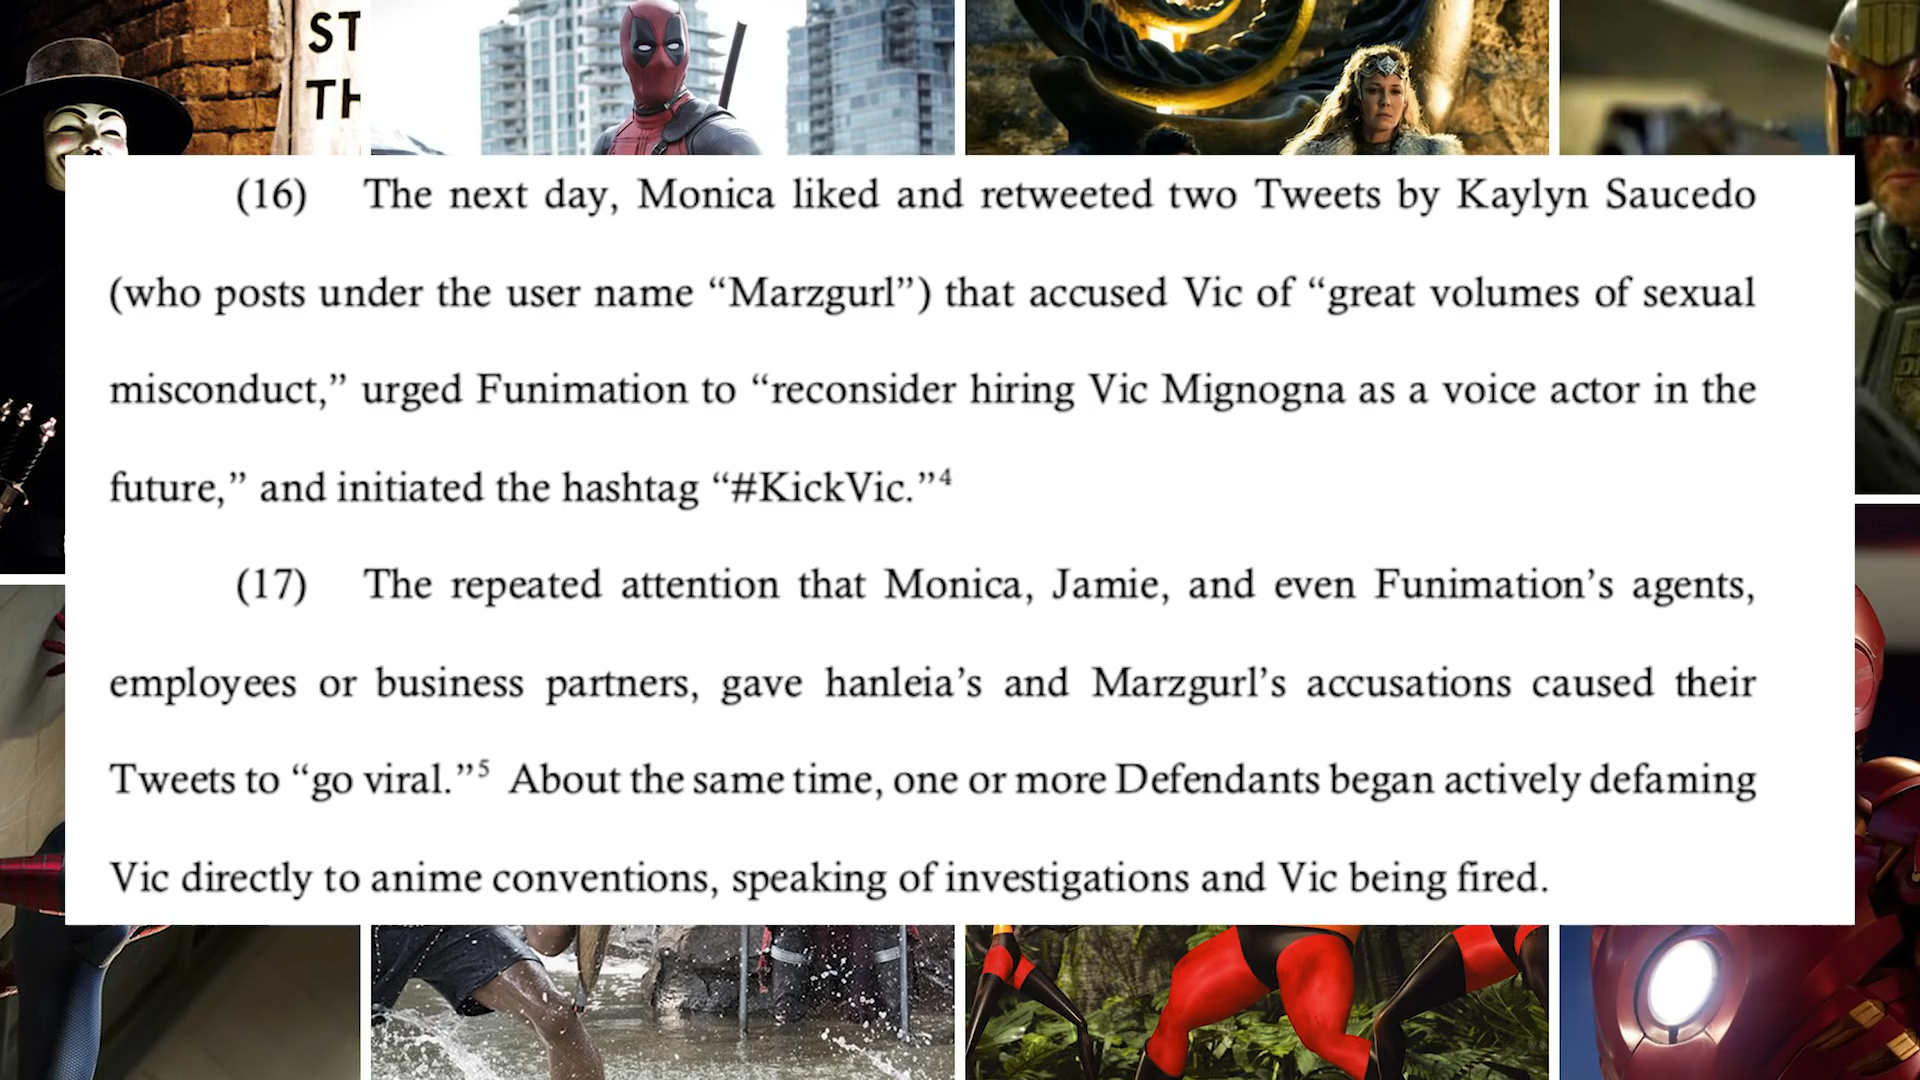 ST
TH
(16) The next day, Monica liked and retweeted two Tweets by Kaylyn Saucedo
(who posts under the user name “Marzgurl”) that accused Vic of “great volumes of sexual
misconduct,” urged Funimation to “reconsider hiring Vic Mignogna as a voice actor in the
future,” and initiated the hashtag “#KickVic.”⁴
(17) The repeated attention that Monica, Jamie, and even Funimation’s agents,
employees or business partners, gave hanleia’s and Marzgurl’s accusations caused their
Tweets to “go viral.”⁵ About the same time, one or more Defendants began actively defaming
Vic directly to anime conventions, speaking of investigations and Vic being fired.